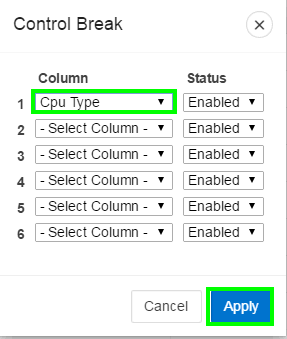 Control Break
Column Status
1 Cpu Type Enabled
2 - Select Column - Enabled
3 - Select Column - Enabled
4 - Select Column - Enabled
5 - Select Column - Enabled
6 - Select Column - Enabled
Cancel Apply